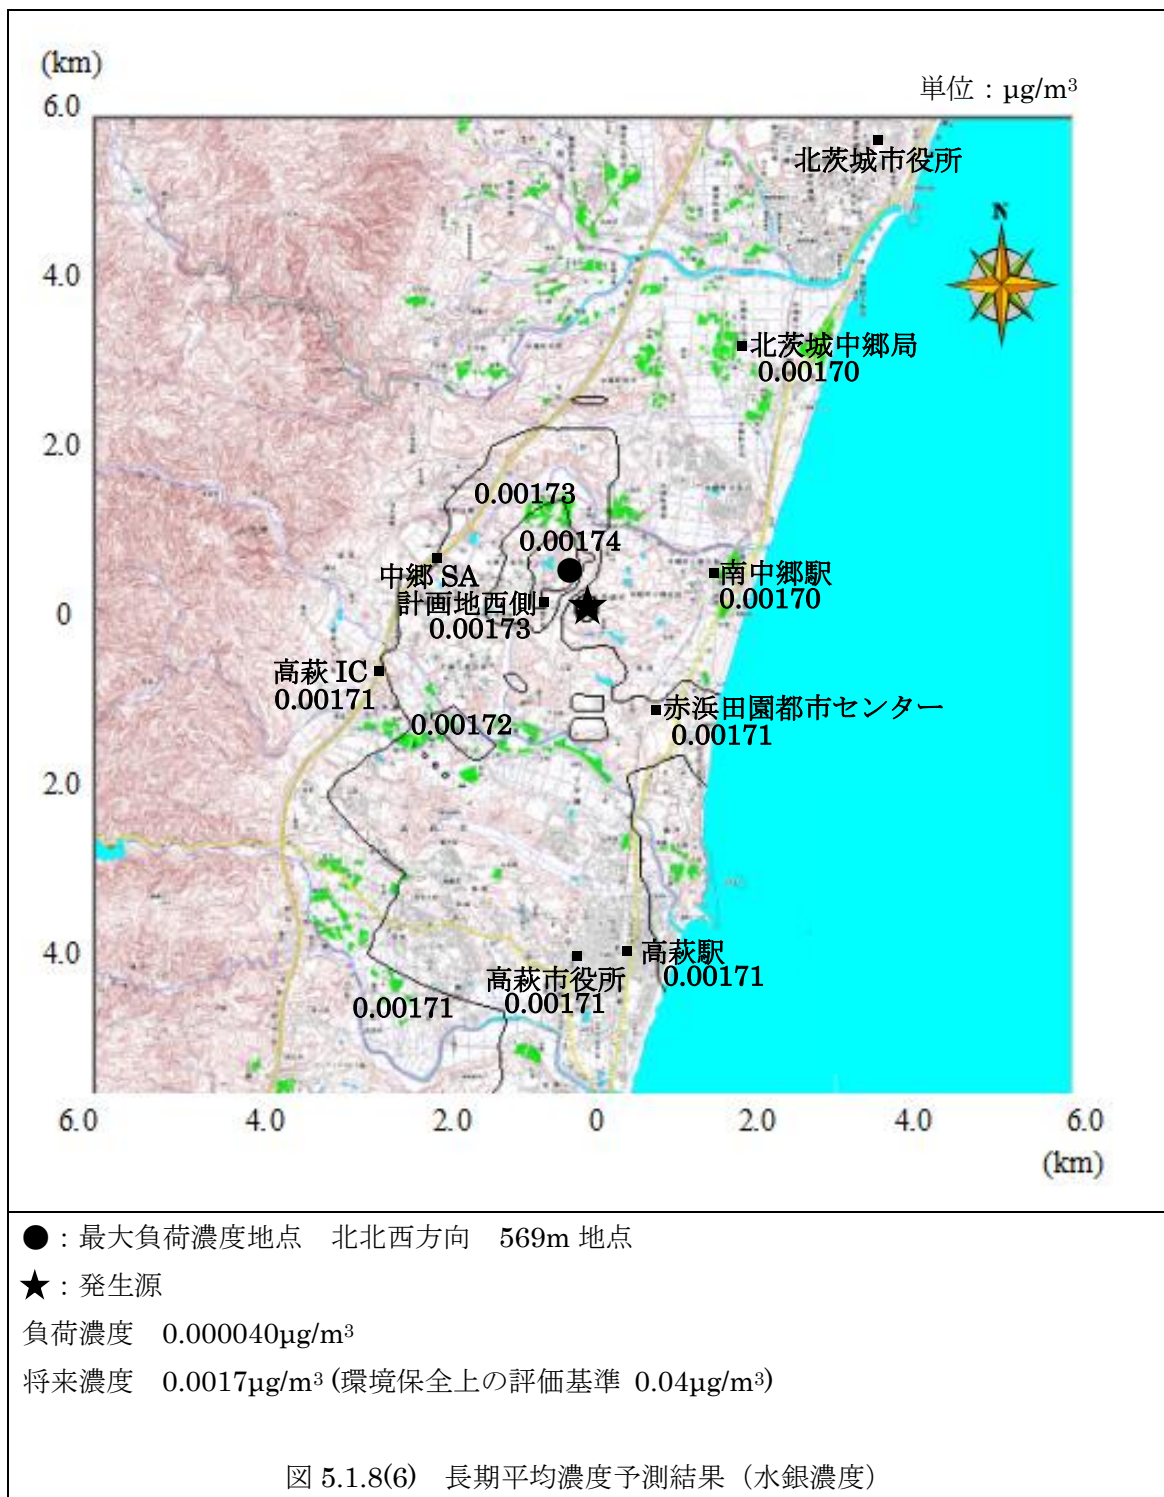 (km)
単位：µg/m³
6.0
北茨城市役所
N
4.0
北茨城中郷局
0.00170
2.0
0.00173
0.00174
中郷 SA
南中郷駅
0.00170
計画地西側
0.00173
0
高萩 IC
0.00171
0.00172
赤浜田園都市センター
0.00171
2.0
4.0
高萩駅
0.00171
高萩市役所
0.00171
0.00171
6.0 4.0 2.0 0 2.0 4.0 6.0
(km)
●：最大負荷濃度地点　北北西方向　569m 地点
★：発生源
負荷濃度　0.000040µg/m³
将来濃度　0.0017µg/m³ (環境保全上の評価基準 0.04µg/m³)
図 5.1.8(6)　長期平均濃度予測結果（水銀濃度）